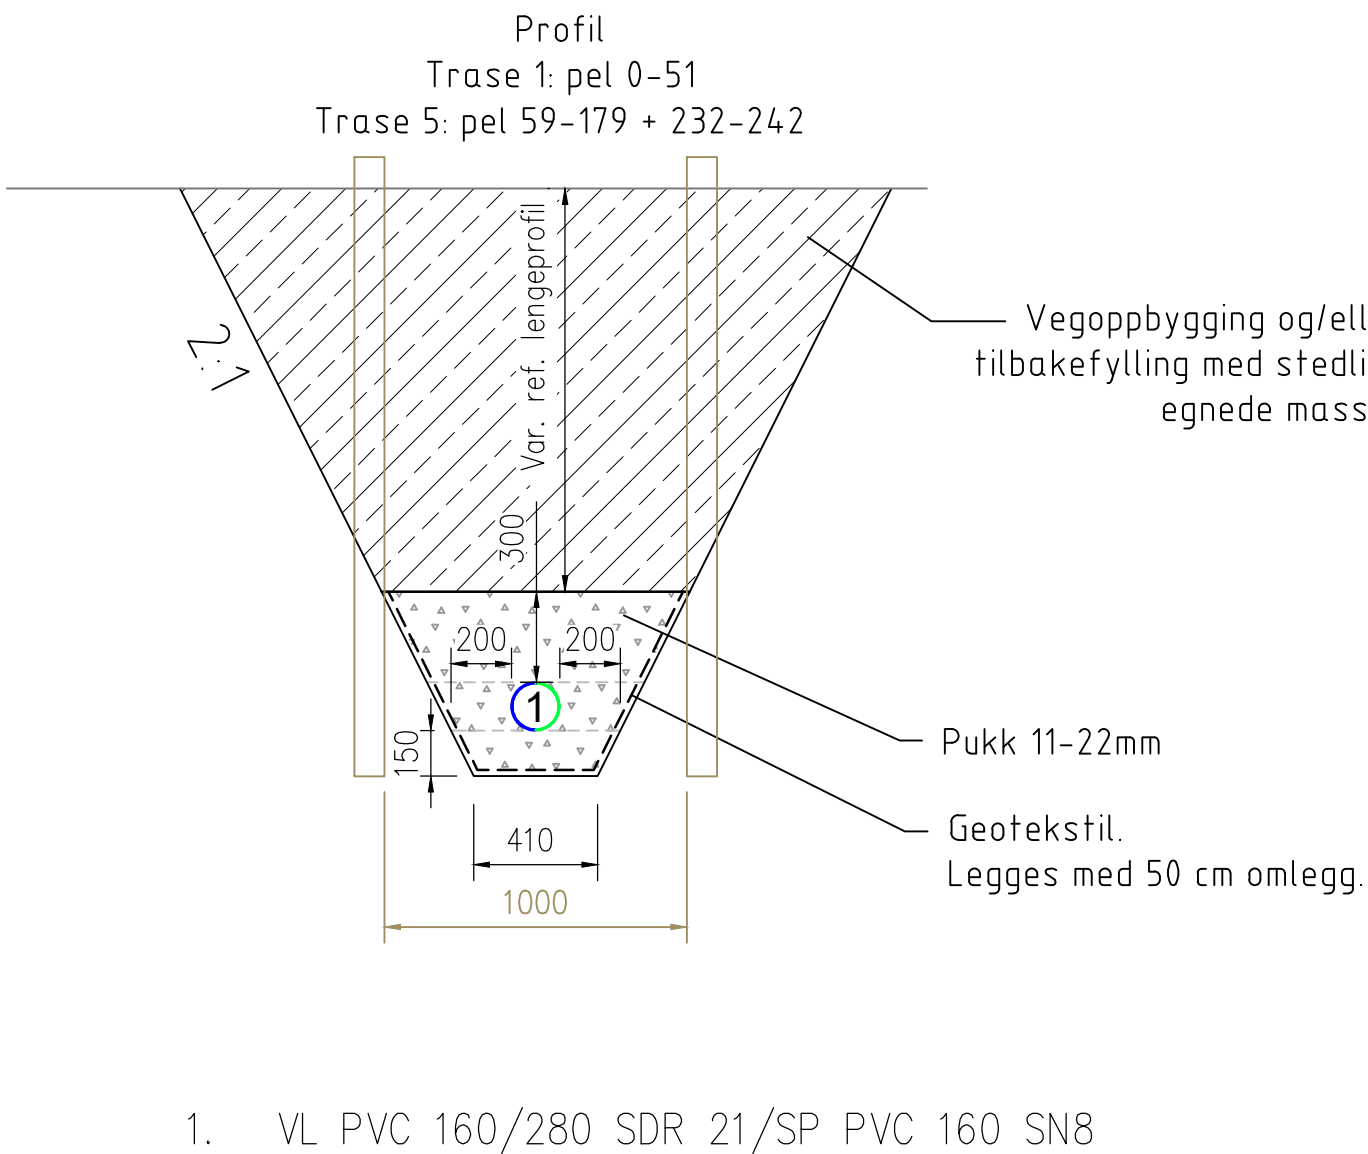 Profil
Trase 1: pel 0-51
Trase 5: pel 59-179 + 232-242
Var. ref. lengeprofil
2:1
Vegoppbygging og/ell
tilbakefylling med stedli
egnede mass
300
200
200
1
150
Pukk 11-22mm
410
Geotekstil.
Legges med 50 cm omlegg.
1000
1. VL PVC 160/280 SDR 21/SP PVC 160 SN8